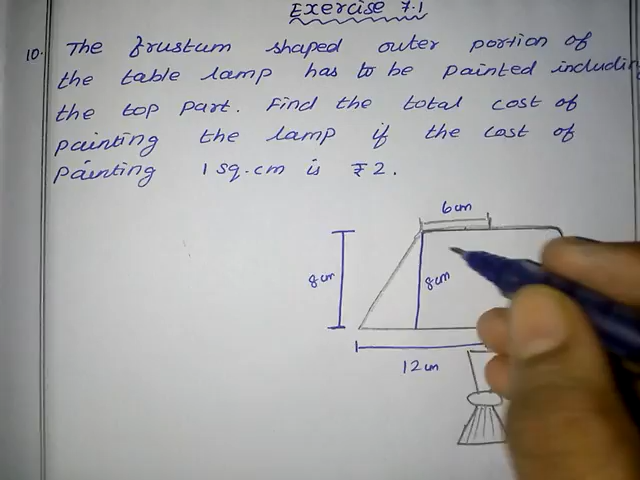 Exercise 7.1
10. The frustum shaped outer portion of
the table lamp has to be painted including
the top part. Find the total cost of
painting the lamp if the cost of
painting 1 sq.cm is ₹2.
6cm
8cm
8cm
12cm